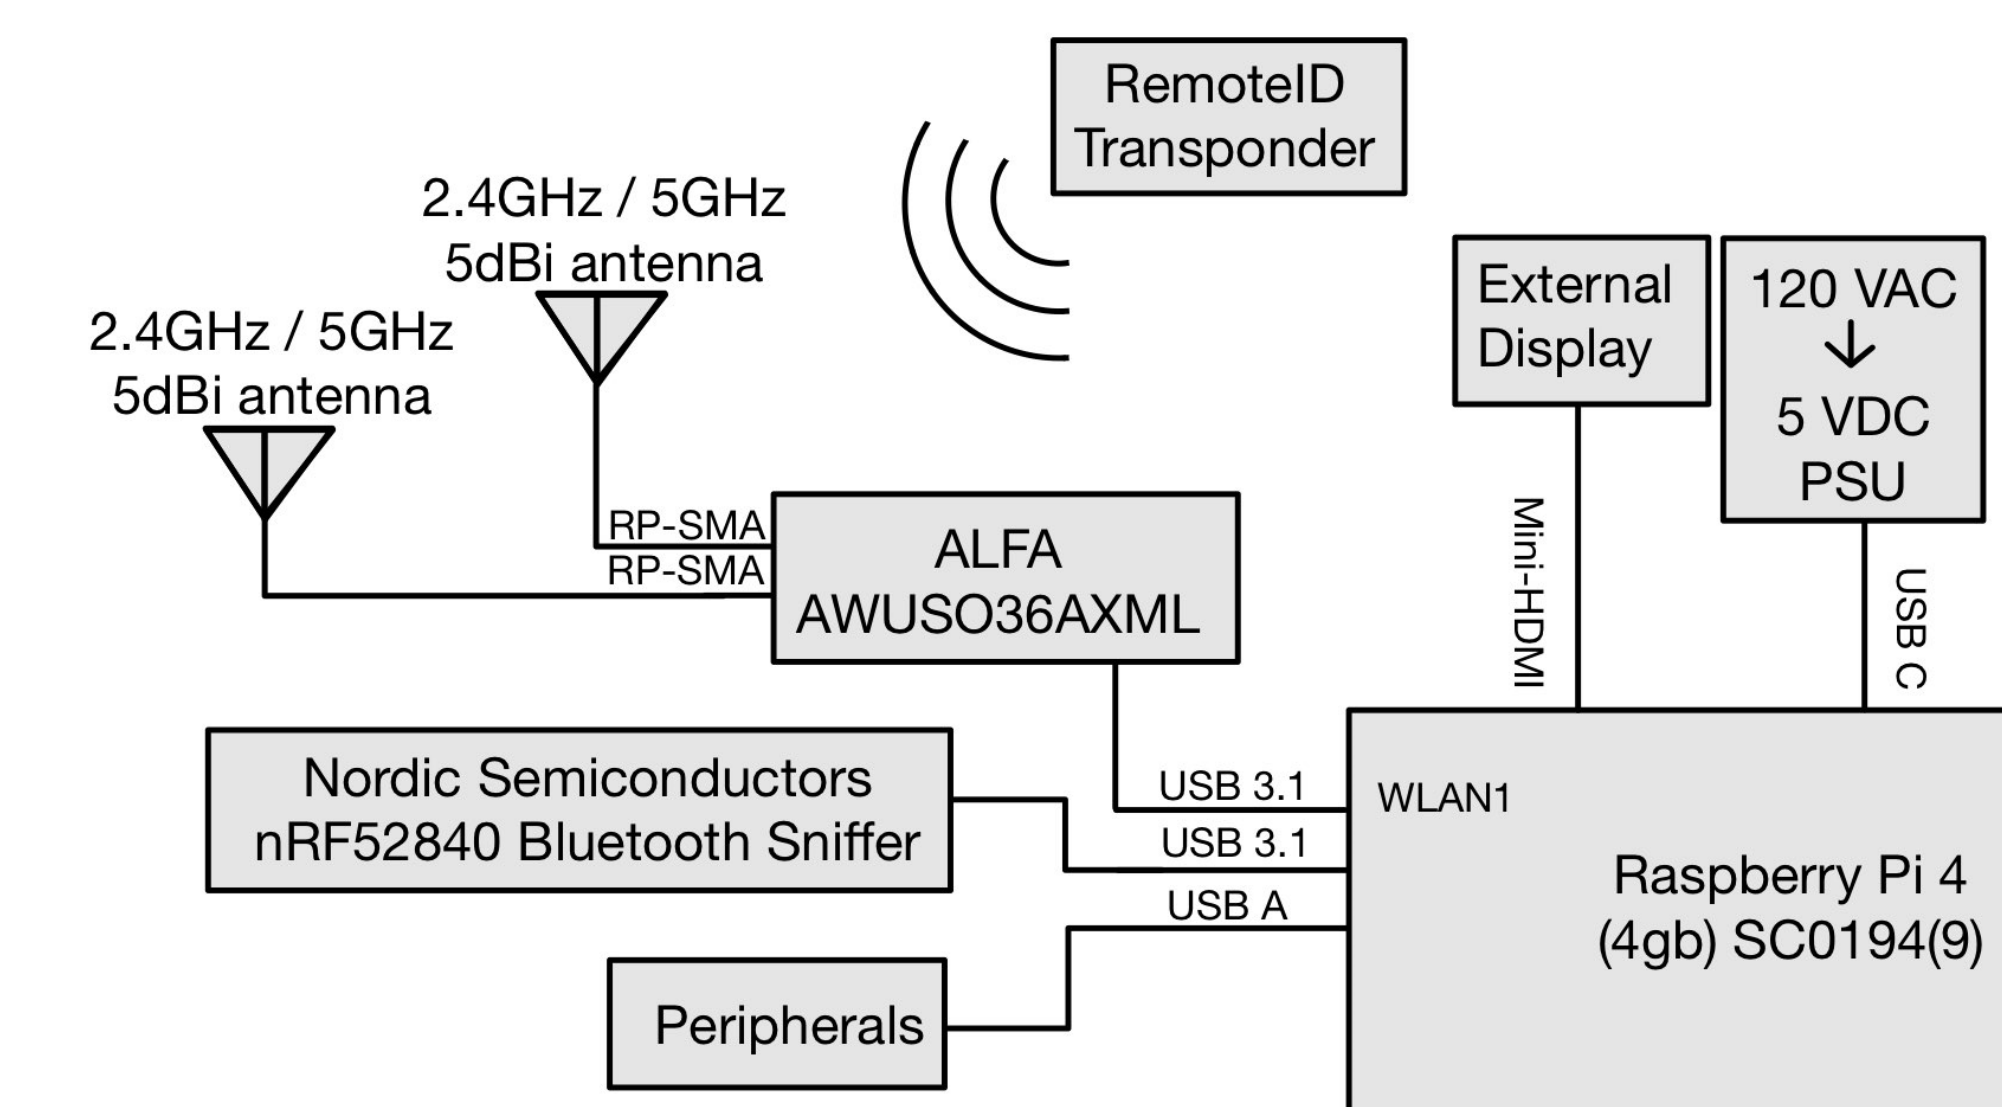 RemoteID
Transponder
2.4GHz / 5GHz
5dBi antenna
2.4GHz / 5GHz
5dBi antenna
External
Display
120 VAC
5 VDC
PSU
RP-SMA
RP-SMA
ALFA
AWUSO36AXML
Mini-HDMI
USB C
Nordic Semiconductors
nRF52840 Bluetooth Sniffer
USB 3.1
USB 3.1
USB A
WLAN1
Raspberry Pi 4
(4gb) SC0194(9)
Peripherals